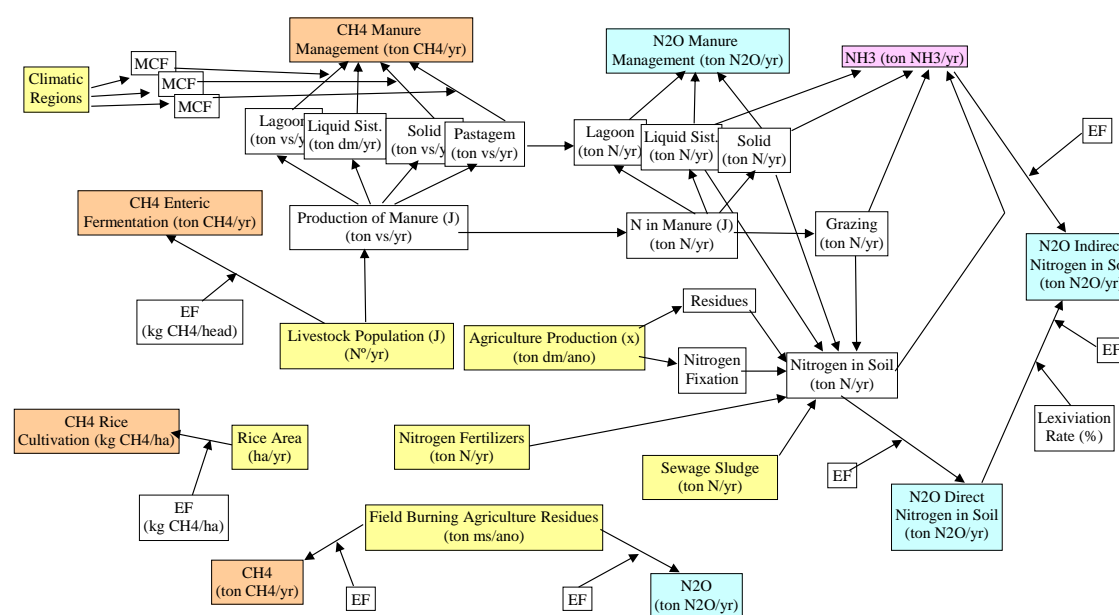 CH4 Manure
Management (ton CH4/yr)
N2O Manure
Management (ton N2O/yr)
NH3 (ton NH3/yr)
Climatic
Regions
MCF
MCF
MCF
Lagoon
(ton vs/y
Liquid Sist.
(ton dm/yr)
Solid
(ton vs/y
Pastagem
(ton vs/yr)
Lagoon
(ton N/yr)
Liquid Sist.
(ton N/yr)
Solid
(ton N/yr)
EF
CH4 Enteric
Fermentation (ton CH4/yr)
Production of Manure (J)
(ton vs/yr)
N in Manure (J)
(ton N/yr)
Grazing
(ton N/yr)
N2O Indirec
Nitrogen in So
(ton N2O/yr
EF
(kg CH4/head)
Livestock Population (J)
(Nº/yr)
Agriculture Production (x)
(ton dm/ano)
Residues
Nitrogen
Fixation
Nitrogen in Soil
(ton N/yr)
EF
Lexiviation
Rate (%)
CH4 Rice
Cultivation (kg CH4/ha)
Rice Area
(ha/yr)
Nitrogen Fertilizers
(ton N/yr)
Sewage Sludge
(ton N/yr)
EF
EF
(kg CH4/ha)
Field Burning Agriculture Residues
(ton ms/ano)
N2O Direct
Nitrogen in Soil
(ton N2O/yr)
CH4
(ton CH4/yr)
EF
EF
N2O
(ton N2O/yr)